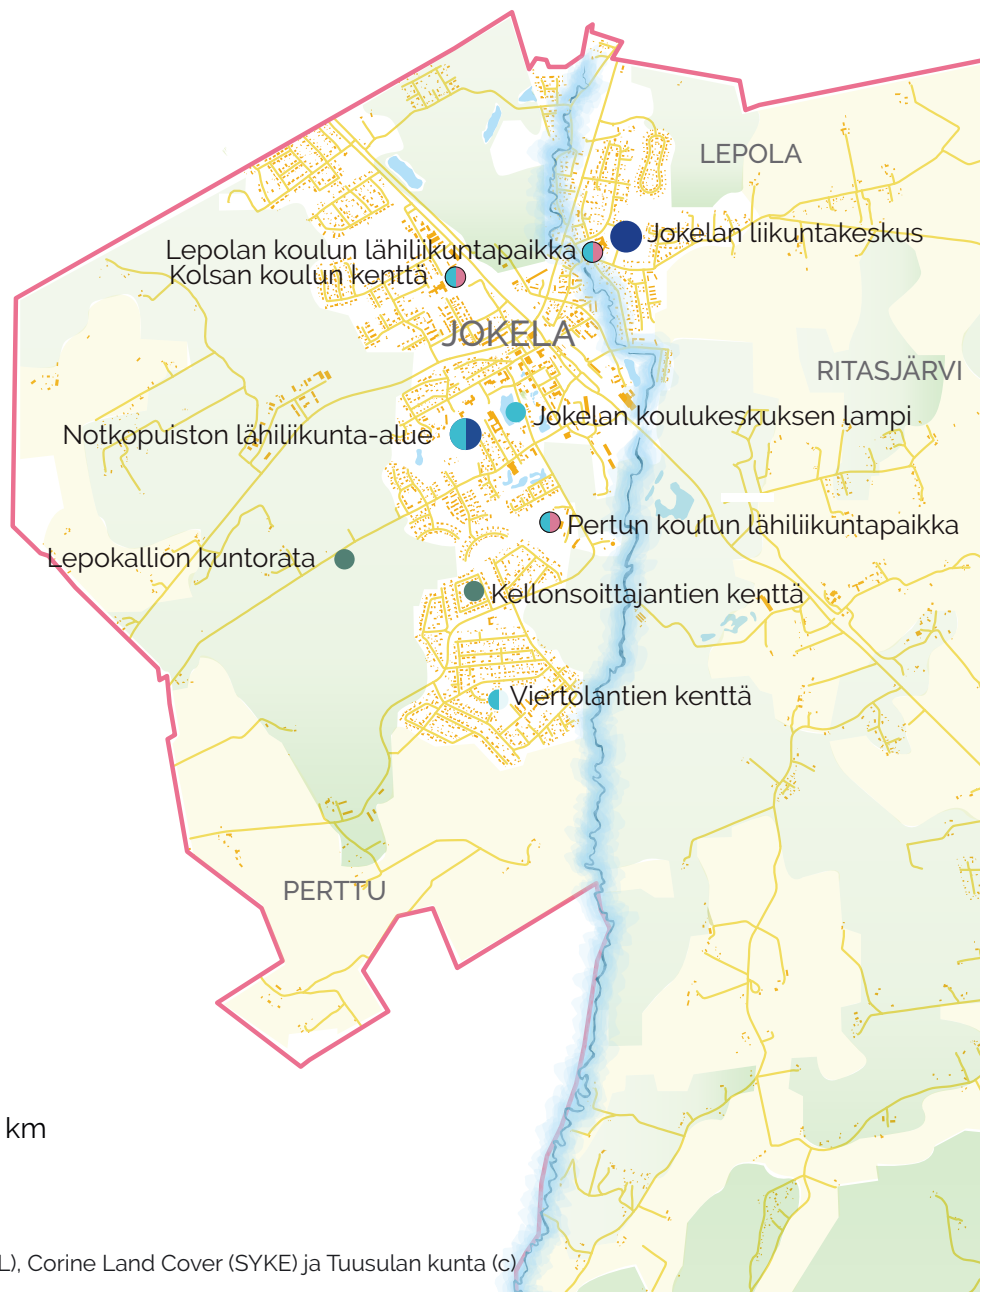 LEPOLA
Jokelan liikuntakeskus
Lepolan koulun lähiliikuntapaikka
Kolsan koulun kenttä
JOKELA
RITASJÄRVI
Jokelan koulukeskuksen lampi
Notkopuiston lähiliikunta-alue
Pertun koulun lähiliikuntapaikka
Lepokallion kuntorata
Kellonsoittajantien kenttä
Viertolantien kenttä
PERTTU
km
L), Corine Land Cover (SYKE) ja Tuusulan kunta (c)